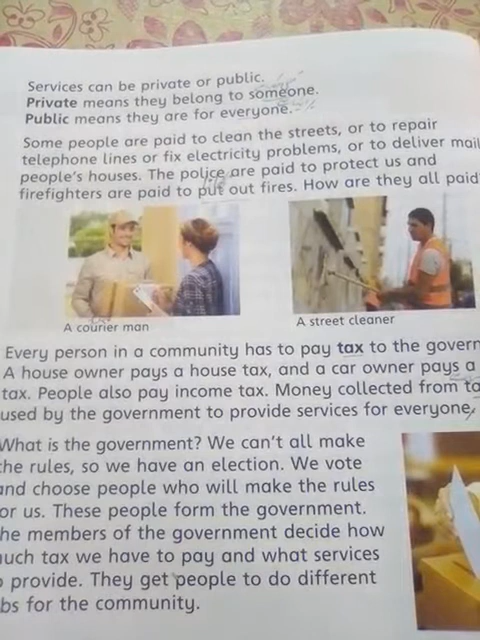 Services can be private or public.
Private means they belong to someone.
Public means they are for everyone.
Some people are paid to clean the streets, or to repair
telephone lines or fix electricity problems, or to deliver mail
people's houses. The police are paid to protect us and
firefighters are paid to put out fires. How are they all paid
A courier man
A street cleaner
Every person in a community has to pay tax to the govern
A house owner pays a house tax, and a car owner pays a
tax. People also pay income tax. Money collected from ta
used by the government to provide services for everyone.
What is the government? We can't all make
the rules, so we have an election. We vote
and choose people who will make the rules
or us. These people form the government.
he members of the government decide how
uch tax we have to pay and what services
o provide. They get people to do different
bs for the community.